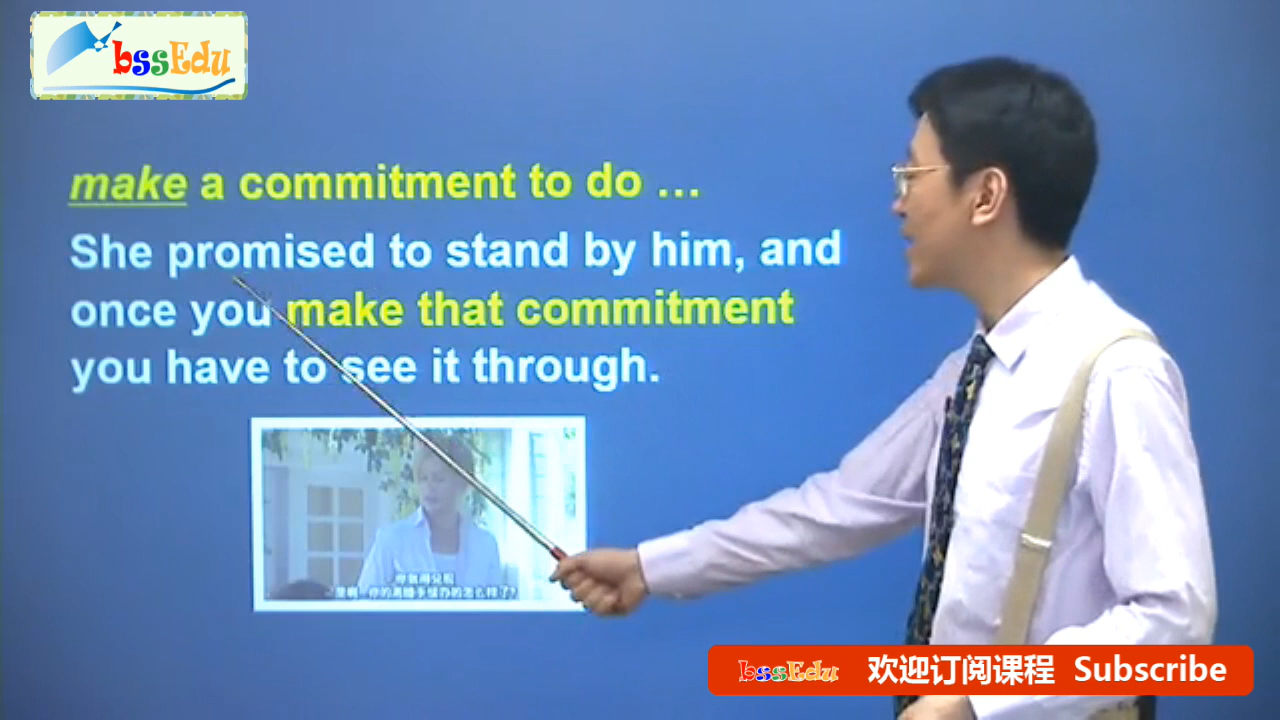 bssEdu
make a commitment to do …
She promised to stand by him, and
once you make that commitment
you have to see it through.
bssEdu 欢迎订阅课程 Subscribe